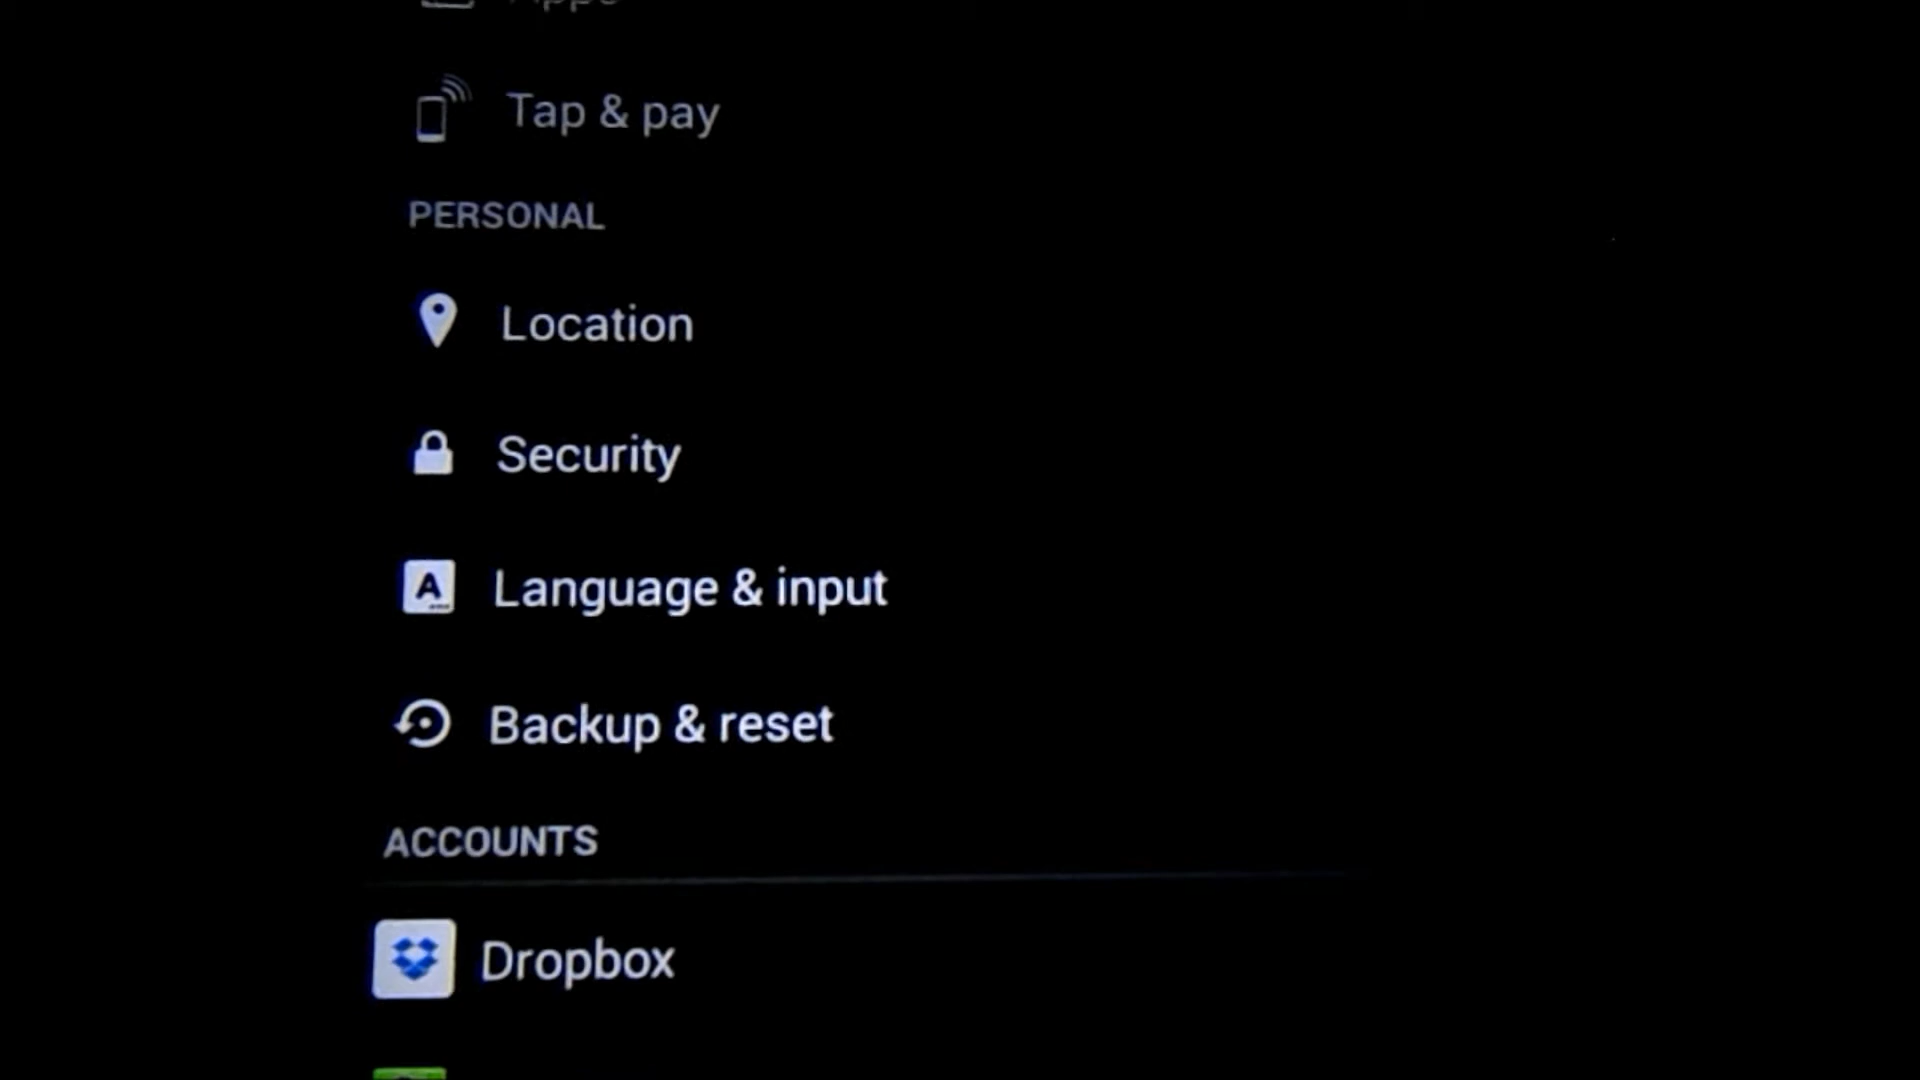 Tap & pay
PERSONAL
Location
Security
A
Language & input
Backup & reset
ACCOUNTS
Dropbox